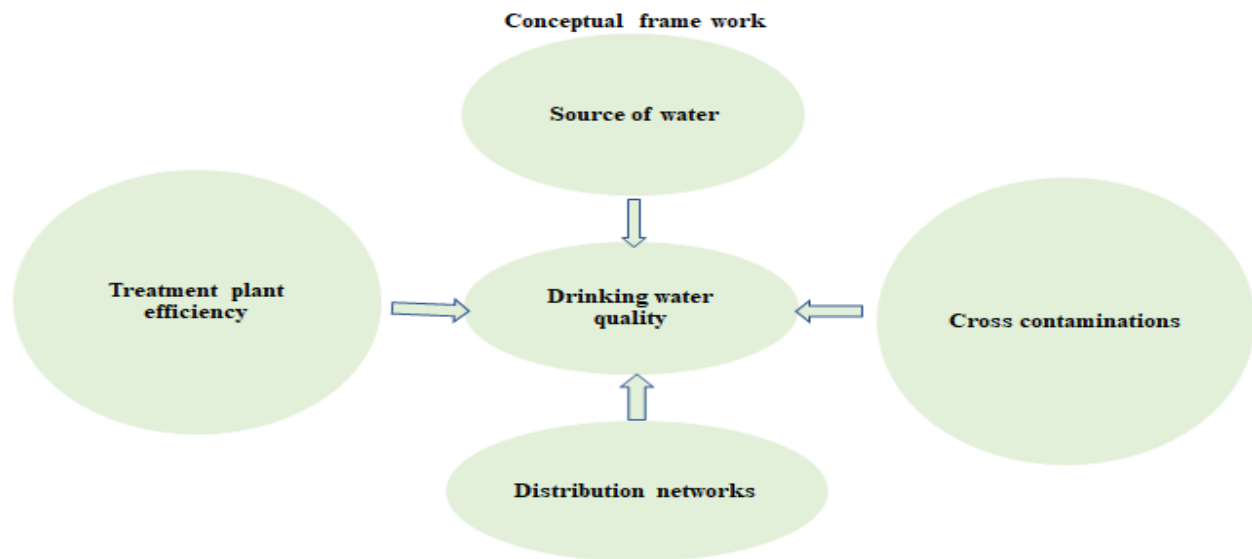 Conceptual frame work
Source of water
Treatment plant
efficiency
Drinking water
quality
Cross contaminations
Distribution networks